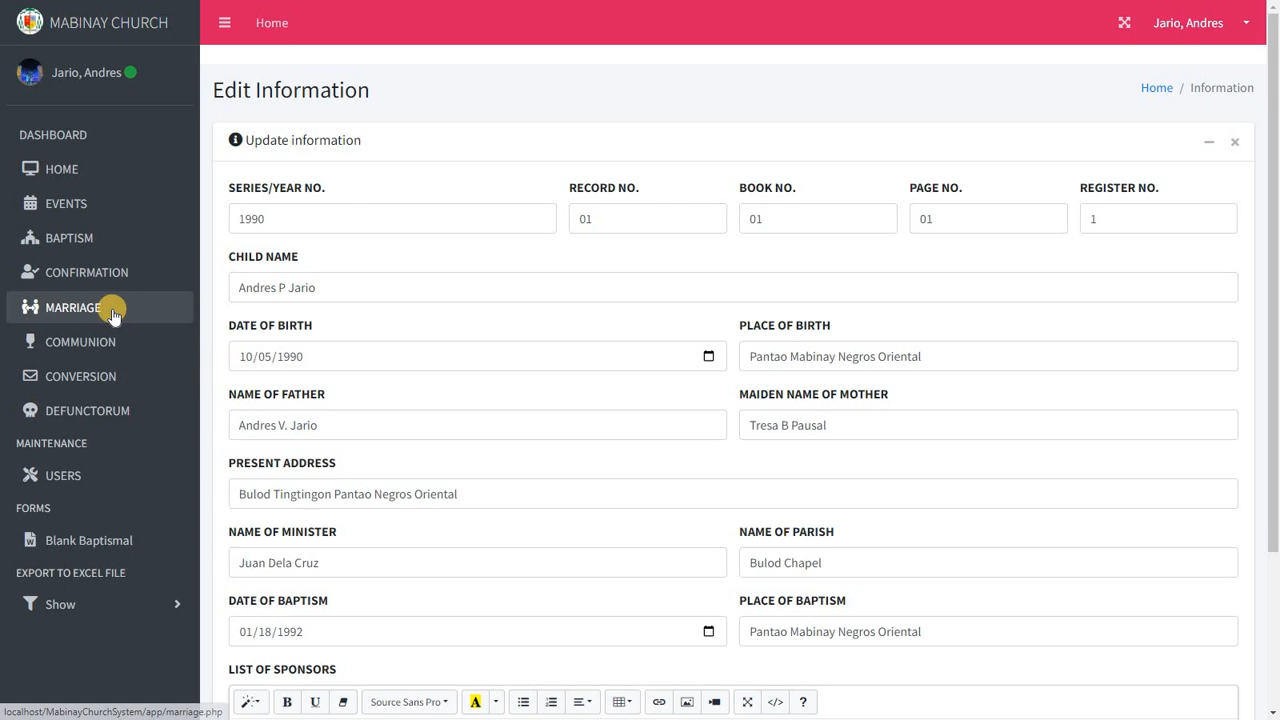 MABINAY CHURCH
Home
Jario, Andres
Jario, Andres
DASHBOARD
HOME
EVENTS
BAPTISM
CONFIRMATION
MARRIAGE
COMMUNION
CONVERSION
DEFUNCTORUM
MAINTENANCE
USERS
FORMS
Blank Baptismal
EXPORT TO EXCEL FILE
Show
localhost/MabinayChurchSystem/app/marriage.php
Edit Information
Home / Information
Update information
SERIES/YEAR NO. RECORD NO. BOOK NO. PAGE NO. REGISTER NO.
1990 01 01 01 1
CHILD NAME
Andres P Jario
DATE OF BIRTH PLACE OF BIRTH
10/05/1990 Pantao Mabinay Negros Oriental
NAME OF FATHER MAIDEN NAME OF MOTHER
Andres V. Jario Tresa B Pausal
PRESENT ADDRESS
Bulod Tingtingon Pantao Negros Oriental
NAME OF MINISTER NAME OF PARISH
Juan Dela Cruz Bulod Chapel
DATE OF BAPTISM PLACE OF BAPTISM
01/18/1992 Pantao Mabinay Negros Oriental
LIST OF SPONSORS
B U Source Sans Pro A </> ?